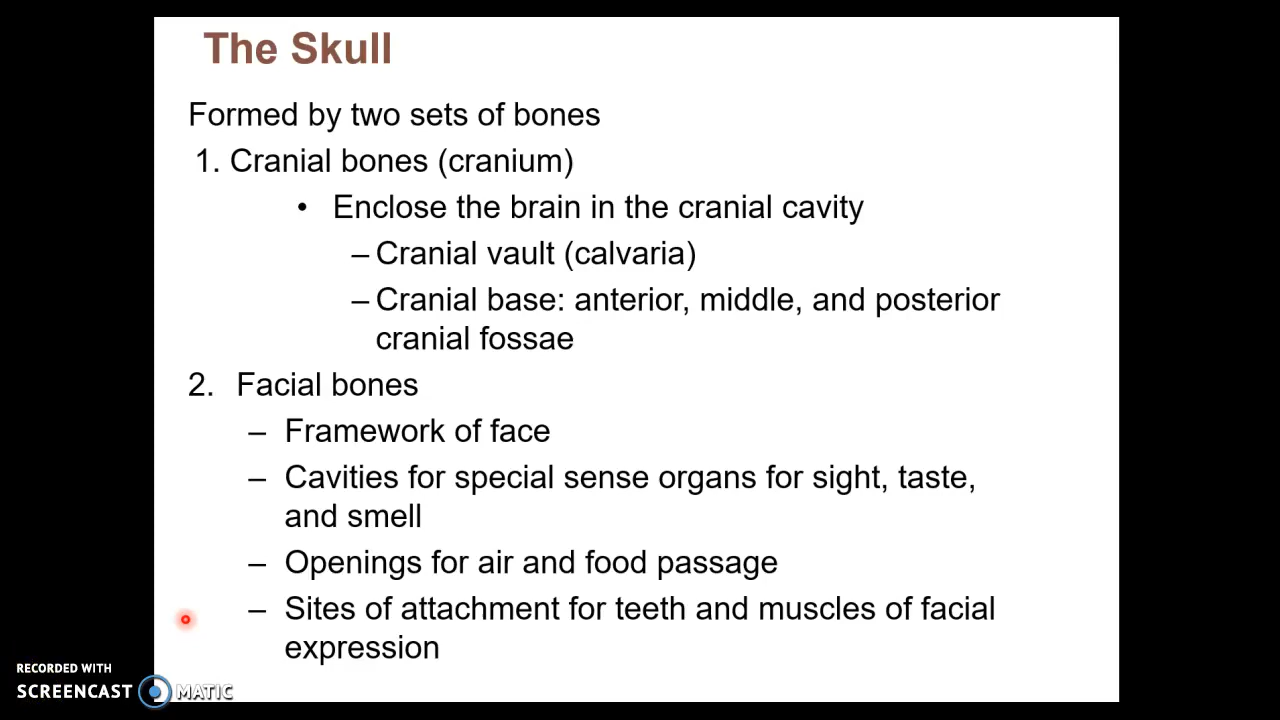 The Skull
Formed by two sets of bones
1. Cranial bones (cranium)
• Enclose the brain in the cranial cavity
– Cranial vault (calvaria)
– Cranial base: anterior, middle, and posterior
cranial fossae
2. Facial bones
– Framework of face
– Cavities for special sense organs for sight, taste,
and smell
– Openings for air and food passage
– Sites of attachment for teeth and muscles of facial
expression
RECORDED WITH
SCREENCAST MATIC